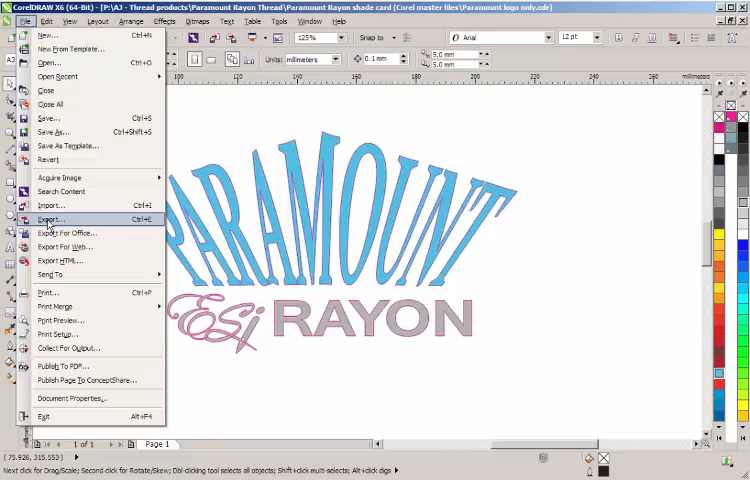 CorelDRAW X6 (64-Bit) - [P:\AJ - Thread products\Paramount Rayon Thread\Paramount Rayon shade card (Corel master files)\Paramount logo only.cdr]
File Edit View Layout Arrange Effects Bitmaps Text Table Tools Window Help
125% Snap to Arial 12 pt
A3 Units: millimeters 0.1 mm 5.0 mm
5.0 mm
100 120 140 160 180 200 220 240 260 millimeters
New... Ctrl+N
New From Template...
Open... Ctrl+O
Open Recent
Close
Close All
Save... Ctrl+S
Save As... Ctrl+Shift+S
Save As Template...
Revert
Acquire Image
Search Content
Import... Ctrl+I
Export... Ctrl+E
Export For Office...
Export For Web...
Export HTML...
Send To
Print... Ctrl+P
Print Merge
Print Preview...
Print Setup...
Collect For Output...
Publish To PDF...
Publish Page To ConceptShare...
Document Properties...
Exit Alt+F4
PARAMOUNT
Esi RAYON
1 of 1 Page 1
(75.926, 315.553)
Next click for Drag/Scale; Second click for Rotate/Skew; Dbl-clicking tool selects all objects; Shift+click multi-selects; Alt+click digs